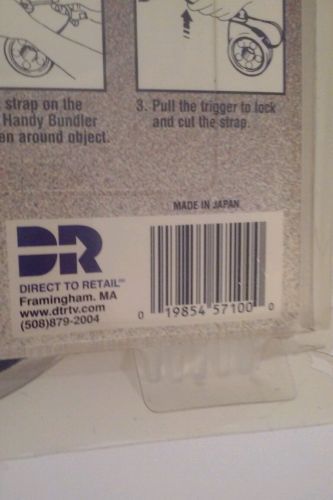 strap on the
Handy Bundler
en around object.
3. Pull the trigger to lock
and cut the strap.
MADE IN JAPAN
DR
DIRECT TO RETAIL™
Framingham, MA
www.dtrtv.com
(508)879-2004
0 19854 57100 0